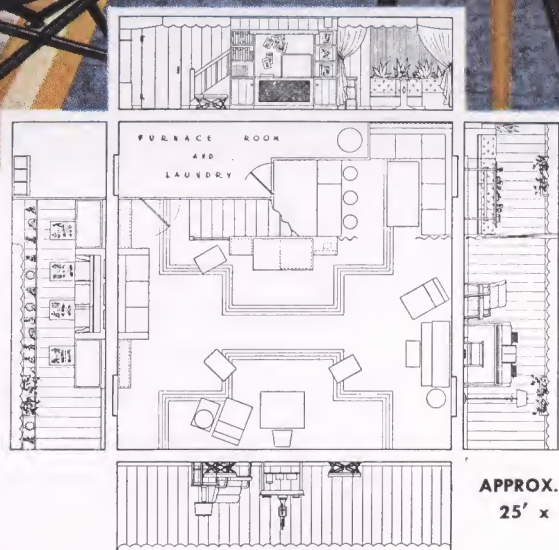 FURNACE ROOM
AND
LAUNDRY
APPROX.
25' x